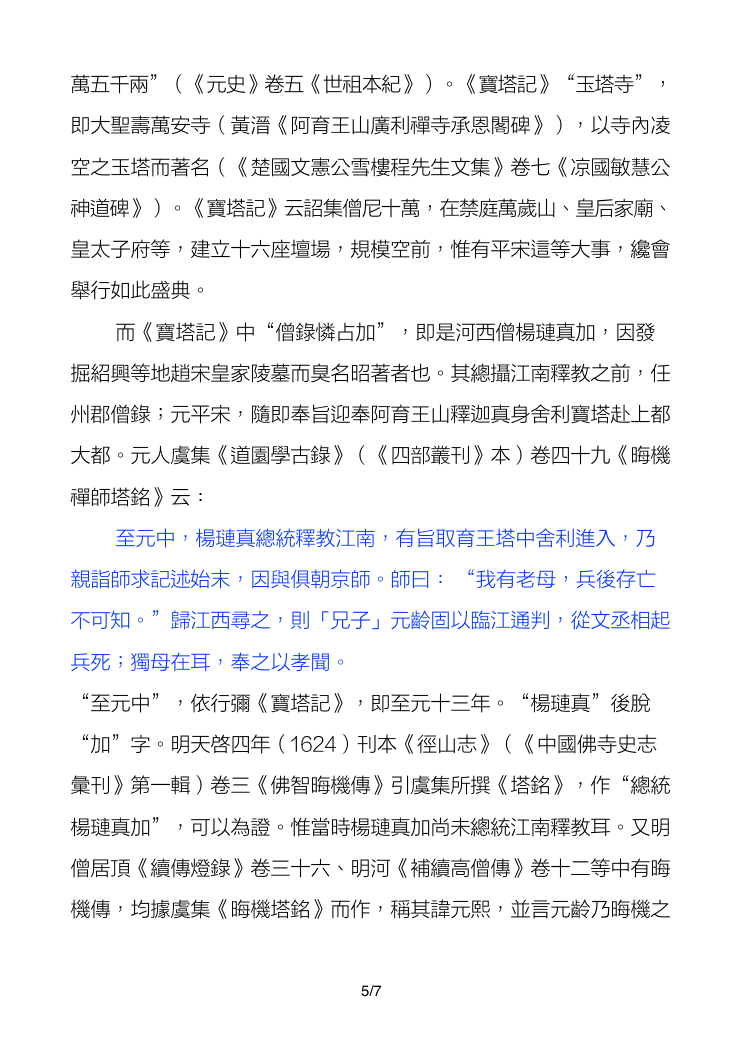 萬五千兩”（《元史》卷五《世祖本紀》）。《寶塔記》“玉塔寺”，
即大聖壽萬安寺（黃溍《阿育王山廣利禪寺承恩閣碑》），以寺內凌
空之玉塔而著名（《楚國文憲公雪樓程先生文集》卷七《凉國敏慧公
神道碑》）。《寶塔記》云詔集僧尼十萬，在禁庭萬歲山、皇后家廟、
皇太子府等，建立十六座壇場，規模空前，惟有平宋這等大事，纔會
舉行如此盛典。
而《寶塔記》中“僧錄憐占加”，即是河西僧楊璉真加，因發
掘紹興等地趙宋皇家陵墓而臭名昭著者也。其總攝江南釋教之前，任
州郡僧錄；元平宋，隨即奉旨迎奉阿育王山釋迦真身舍利寶塔赴上都
大都。元人虞集《道園學古錄》（《四部叢刊》本）卷四十九《晦機
禪師塔銘》云：
至元中，楊璉真總統釋教江南，有旨取育王塔中舍利進入，乃
親詣師求記述始末，因與俱朝京師。師曰：“我有老母，兵後存亡
不可知。”歸江西尋之，則「兄子」元齡固以臨江通判，從文丞相起
兵死；獨母在耳，奉之以孝聞。
“至元中”，依行彌《寶塔記》，即至元十三年。“楊璉真”後脫
“加”字。明天啓四年（1624）刊本《徑山志》（《中國佛寺史志
彙刊》第一輯）卷三《佛智晦機傳》引虞集所撰《塔銘》，作“總統
楊璉真加”，可以為證。惟當時楊璉真加尚未總統江南釋教耳。又明
僧居頂《續傳燈錄》卷三十六、明河《補續高僧傳》卷十二等中有晦
機傳，均據虞集《晦機塔銘》而作，稱其諱元熙，並言元齡乃晦機之
5/7